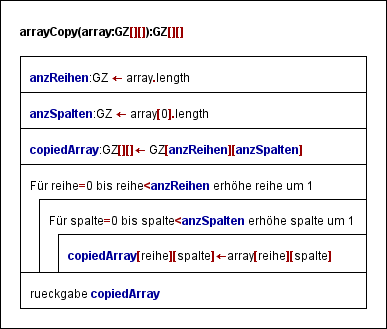 arrayCopy(array:GZ[][]):GZ[][]
anzReihen:GZ ← array.length
anzSpalten:GZ ← array[0].length
copiedArray:GZ[][] ← GZ[anzReihen][anzSpalten]
Für reihe=0 bis reihe<anzReihen erhöhe reihe um 1
Für spalte=0 bis spalte<anzSpalten erhöhe spalte um 1
copiedArray[reihe][spalte] ←array[reihe][spalte]
rueckgabe copiedArray